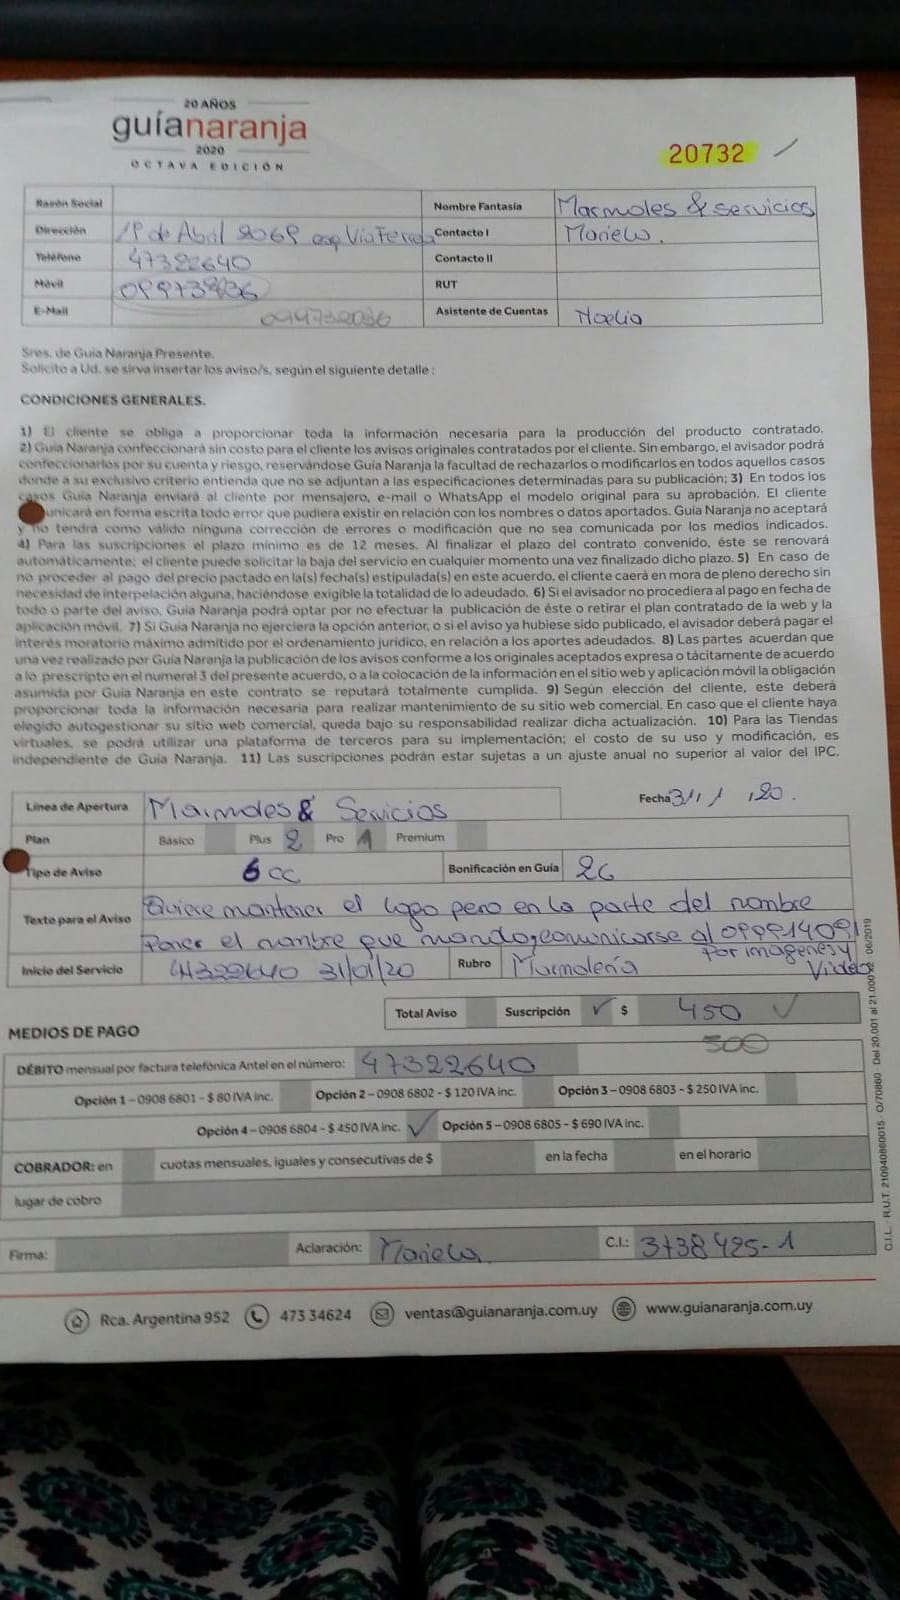 20 AÑOS
guíanaranja
2020
OCTAVA EDICIÓN
20732
Razón Social
Nombre Fantasía Marmoles & servicios
Dirección 19 de Abril 2069 esq Via Ferrea Contacto I Mariela.
Teléfono 47322640 Contacto II
Móvil RUT
E-Mail 099732036 Asistente de Cuentas Noelia
Sres. de Guía Naranja Presente.
Solicito a Ud. se sirva insertar los aviso/s, según el siguiente detalle :
CONDICIONES GENERALES.
1) El cliente se obliga a proporcionar toda la información necesaria para la producción del producto contratado.
2) Guía Naranja confeccionará sin costo para el cliente los avisos originales contratados por el cliente. Sin embargo, el avisador podrá
confeccionarlos por su cuenta y riesgo, reservándose Guía Naranja la facultad de rechazarlos o modificarlos en todos aquellos casos
donde a su exclusivo criterio entienda que no se adjuntan a las especificaciones determinadas para su publicación; 3) En todos los
casos Guía Naranja enviará al cliente por mensajero, e-mail o WhatsApp el modelo original para su aprobación. El cliente
unicará en forma escrita todo error que pudiera existir en relación con los nombres o datos aportados. Guía Naranja no aceptará
y no tendrá como válido ninguna corrección de errores o modificación que no sea comunicada por los medios indicados.
4) Para las suscripciones el plazo mínimo es de 12 meses. Al finalizar el plazo del contrato convenido, éste se renovará
automáticamente; el cliente puede solicitar la baja del servicio en cualquier momento una vez finalizado dicho plazo. 5) En caso de
no proceder al pago del precio pactado en la(s) fecha(s) estipulada(s) en este acuerdo, el cliente caerá en mora de pleno derecho sin
necesidad de interpelación alguna, haciéndose exigible la totalidad de lo adeudado. 6) Si el avisador no procediera al pago en fecha de
todo o parte del aviso, Guía Naranja podrá optar por no efectuar la publicación de éste o retirar el plan contratado de la web y la
aplicación móvil. 7) Si Guía Naranja no ejerciera la opción anterior, o si el aviso ya hubiese sido publicado, el avisador deberá pagar el
interés moratorio máximo admitido por el ordenamiento jurídico, en relación a los aportes adeudados. 8) Las partes acuerdan que
una vez realizado por Guía Naranja la publicación de los avisos conforme a los originales aceptados expresa o tácitamente de acuerdo
a lo prescripto en el numeral 3 del presente acuerdo, o a la colocación de la información en el sitio web y aplicación móvil la obligación
asumida por Guía Naranja en este contrato se reputará totalmente cumplida. 9) Según elección del cliente, este deberá
proporcionar toda la información necesaria para realizar mantenimiento de su sitio web comercial. En caso que el cliente haya
elegido autogestionar su sitio web comercial, queda bajo su responsabilidad realizar dicha actualización. 10) Para las Tiendas
virtuales, se podrá utilizar una plataforma de terceros para su implementación; el costo de su uso y modificación, es
independiente de Guía Naranja. 11) Las suscripciones podrán estar sujetas a un ajuste anual no superior al valor del IPC.
Línea de Apertura Marmoles & Servicios Fecha 31/1/20.
Plan Básico Plus 2 Pro 1 Premium
Tipo de Aviso 6 cc Bonificación en Guía 2C
Texto para el Aviso Quiere mantener el logo pero en la parte del nombre
Poner el nombre que mando, comunicarse al 099914091
por imagenes y
Video
Inicio del Servicio 47322640 31/01/20 Rubro Marmolería
Total Aviso Suscripción ✓ $ 450 ✓
500
MEDIOS DE PAGO
DÉBITO mensual por factura telefónica Antel en el número: 47322640
Opción 1 - 0908 6801 - $ 80 IVA inc. Opción 2 - 0908 6802 - $ 120 IVA inc. Opción 3 - 0908 6803 - $ 250 IVA inc.
Opción 4 - 0908 6804 - $ 450 IVA inc. ✓ Opción 5 - 0908 6805 - $ 690 IVA inc.
COBRADOR: en cuotas mensuales, iguales y consecutivas de $ en la fecha en el horario
lugar de cobro
Firma: Aclaración: Mariela C.I.: 3738425-1
Rca. Argentina 952 473 34624 ventas@guianaranja.com.uy www.guianaranja.com.uy
C.I.L. - R.U.T. 210940860015 - O/70860 - Del 20.001 al 21.000 06/2019